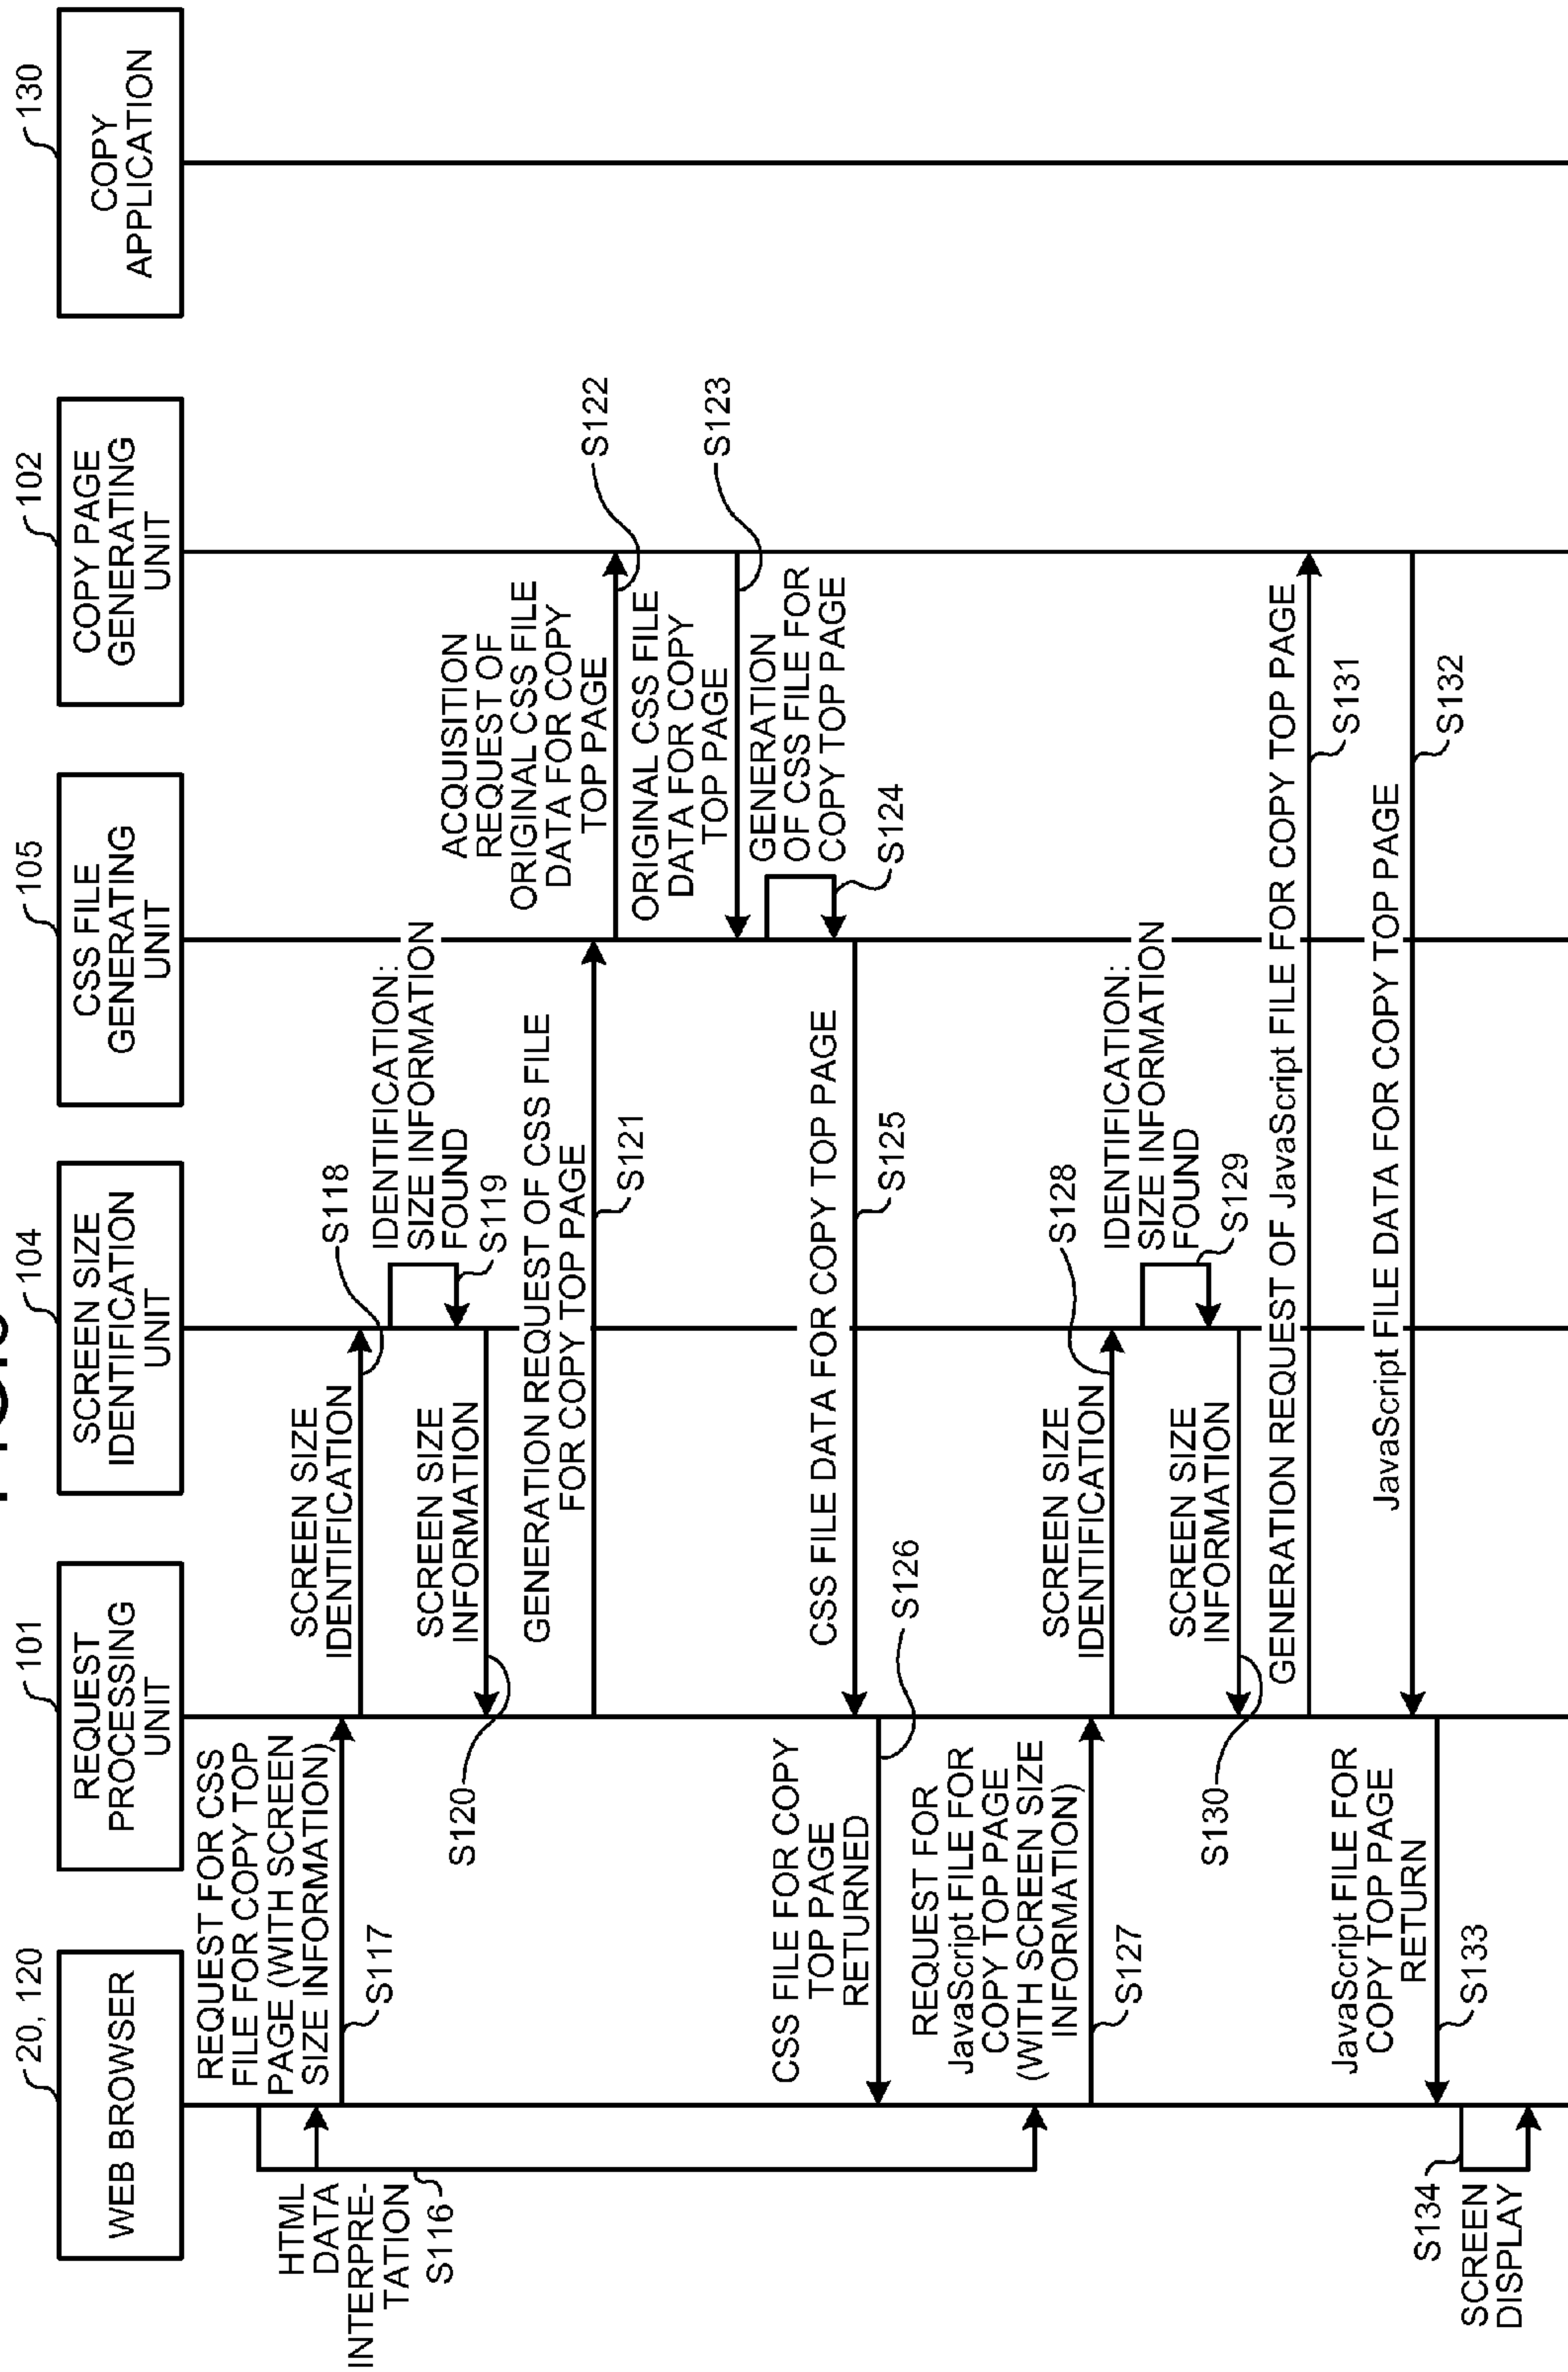 20, 120
WEB BROWSER
101
REQUEST
PROCESSING
UNIT
104
SCREEN SIZE
IDENTIFICATION
UNIT
105
CSS FILE
GENERATING
UNIT
102
COPY PAGE
GENERATING
UNIT
130
COPY
APPLICATION
HTML
DATA
INTERPRE-
TATION
S116
REQUEST FOR CSS
FILE FOR COPY TOP
PAGE (WITH SCREEN
SIZE INFORMATION)
S117
SCREEN SIZE
IDENTIFICATION
S118
IDENTIFICATION:
SIZE INFORMATION
FOUND
S119
SCREEN SIZE
INFORMATION
S120
GENERATION REQUEST OF CSS FILE
FOR COPY TOP PAGE
S121
ACQUISITION
REQUEST OF
ORIGINAL CSS FILE
DATA FOR COPY
TOP PAGE
S122
ORIGINAL CSS FILE
DATA FOR COPY
TOP PAGE
S123
GENERATION
OF CSS FILE FOR
COPY TOP PAGE
S124
CSS FILE DATA FOR COPY TOP PAGE
S125
CSS FILE FOR COPY
TOP PAGE
RETURNED
S126
REQUEST FOR
JavaScript FILE FOR
COPY TOP PAGE
(WITH SCREEN SIZE
INFORMATION)
S127
SCREEN SIZE
IDENTIFICATION
S128
IDENTIFICATION:
SIZE INFORMATION
FOUND
S129
SCREEN SIZE
INFORMATION
S130
GENERATION REQUEST OF JavaScript FILE FOR COPY TOP PAGE
S131
JavaScript FILE DATA FOR COPY TOP PAGE
S132
JavaScript FILE FOR
COPY TOP PAGE
RETURN
S133
S134
SCREEN
DISPLAY